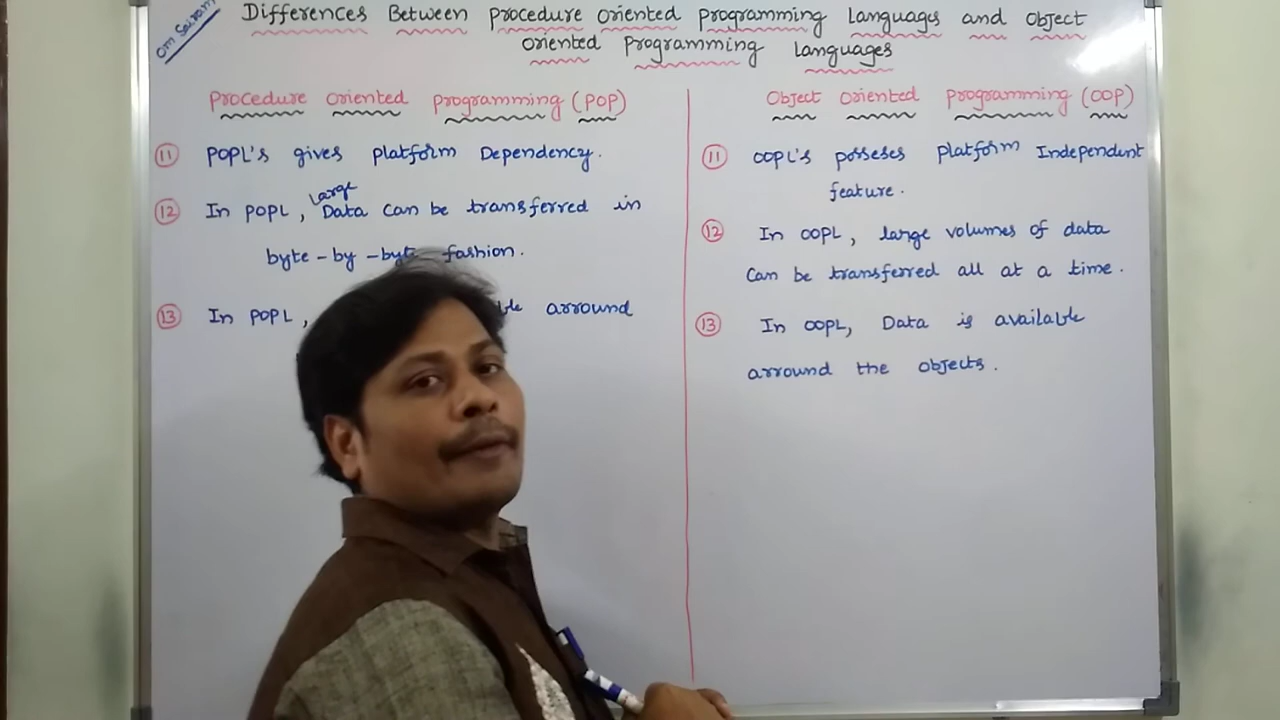 om Sairam
Differences Between procedure oriented programming languages and object
oriented programming languages
procedure oriented programming (POP)
11 POPL's gives platform Dependency.
12 In POPL, large Data can be transferred in
byte-by-byte fashion.
13 In POPL, arround
object oriented programming (OOP)
11 OOPL's posseses platform Independent
feature.
12 In OOPL, large volumes of data
can be transferred all at a time.
13 In OOPL, Data is available
arround the objects.